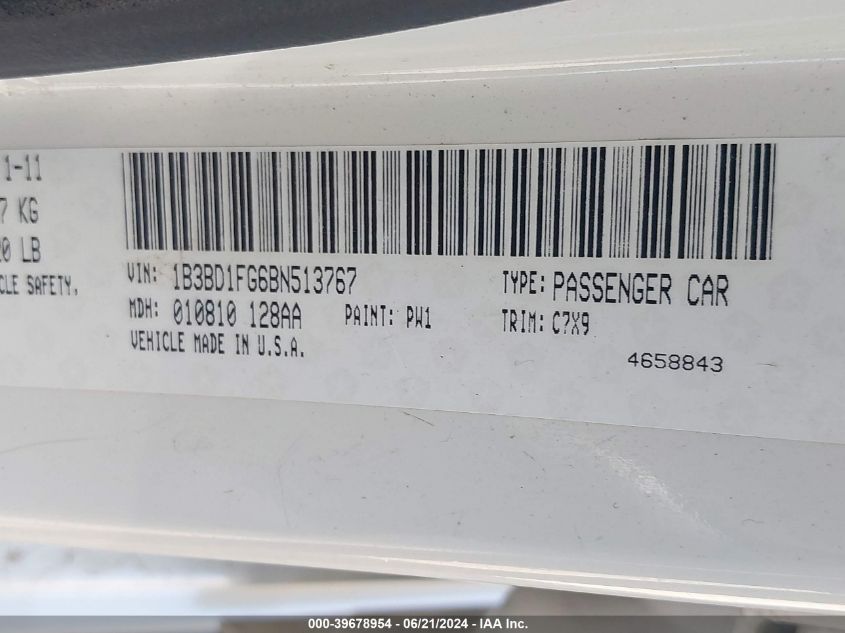 1-11
7 KG
20 LB
CLE SAFETY.
VIN: 1B3BD1FG6BN513767 TYPE: PASSENGER CAR
MDH: 010810 128AA PAINT: PW1 TRIM: C7X9
VEHICLE MADE IN U.S.A.
4658843
000-39678954 - 06/21/2024 - IAA Inc.